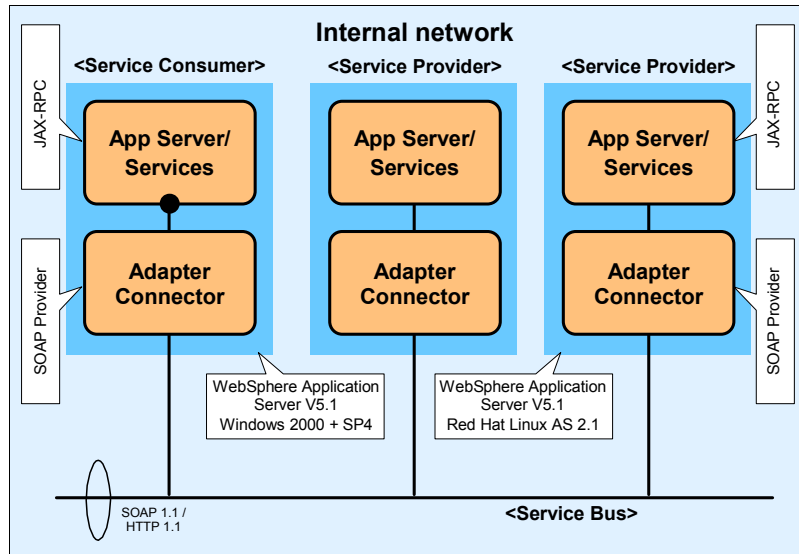 Internal network
<Service Consumer>
<Service Provider>
<Service Provider>
JAX-RPC
App Server/
Services
App Server/
Services
App Server/
Services
JAX-RPC
SOAP Provider
Adapter
Connector
Adapter
Connector
Adapter
Connector
SOAP Provider
WebSphere Application
Server V5.1
Windows 2000 + SP4
WebSphere Application
Server V5.1
Red Hat Linux AS 2.1
SOAP 1.1 /
HTTP 1.1
<Service Bus>